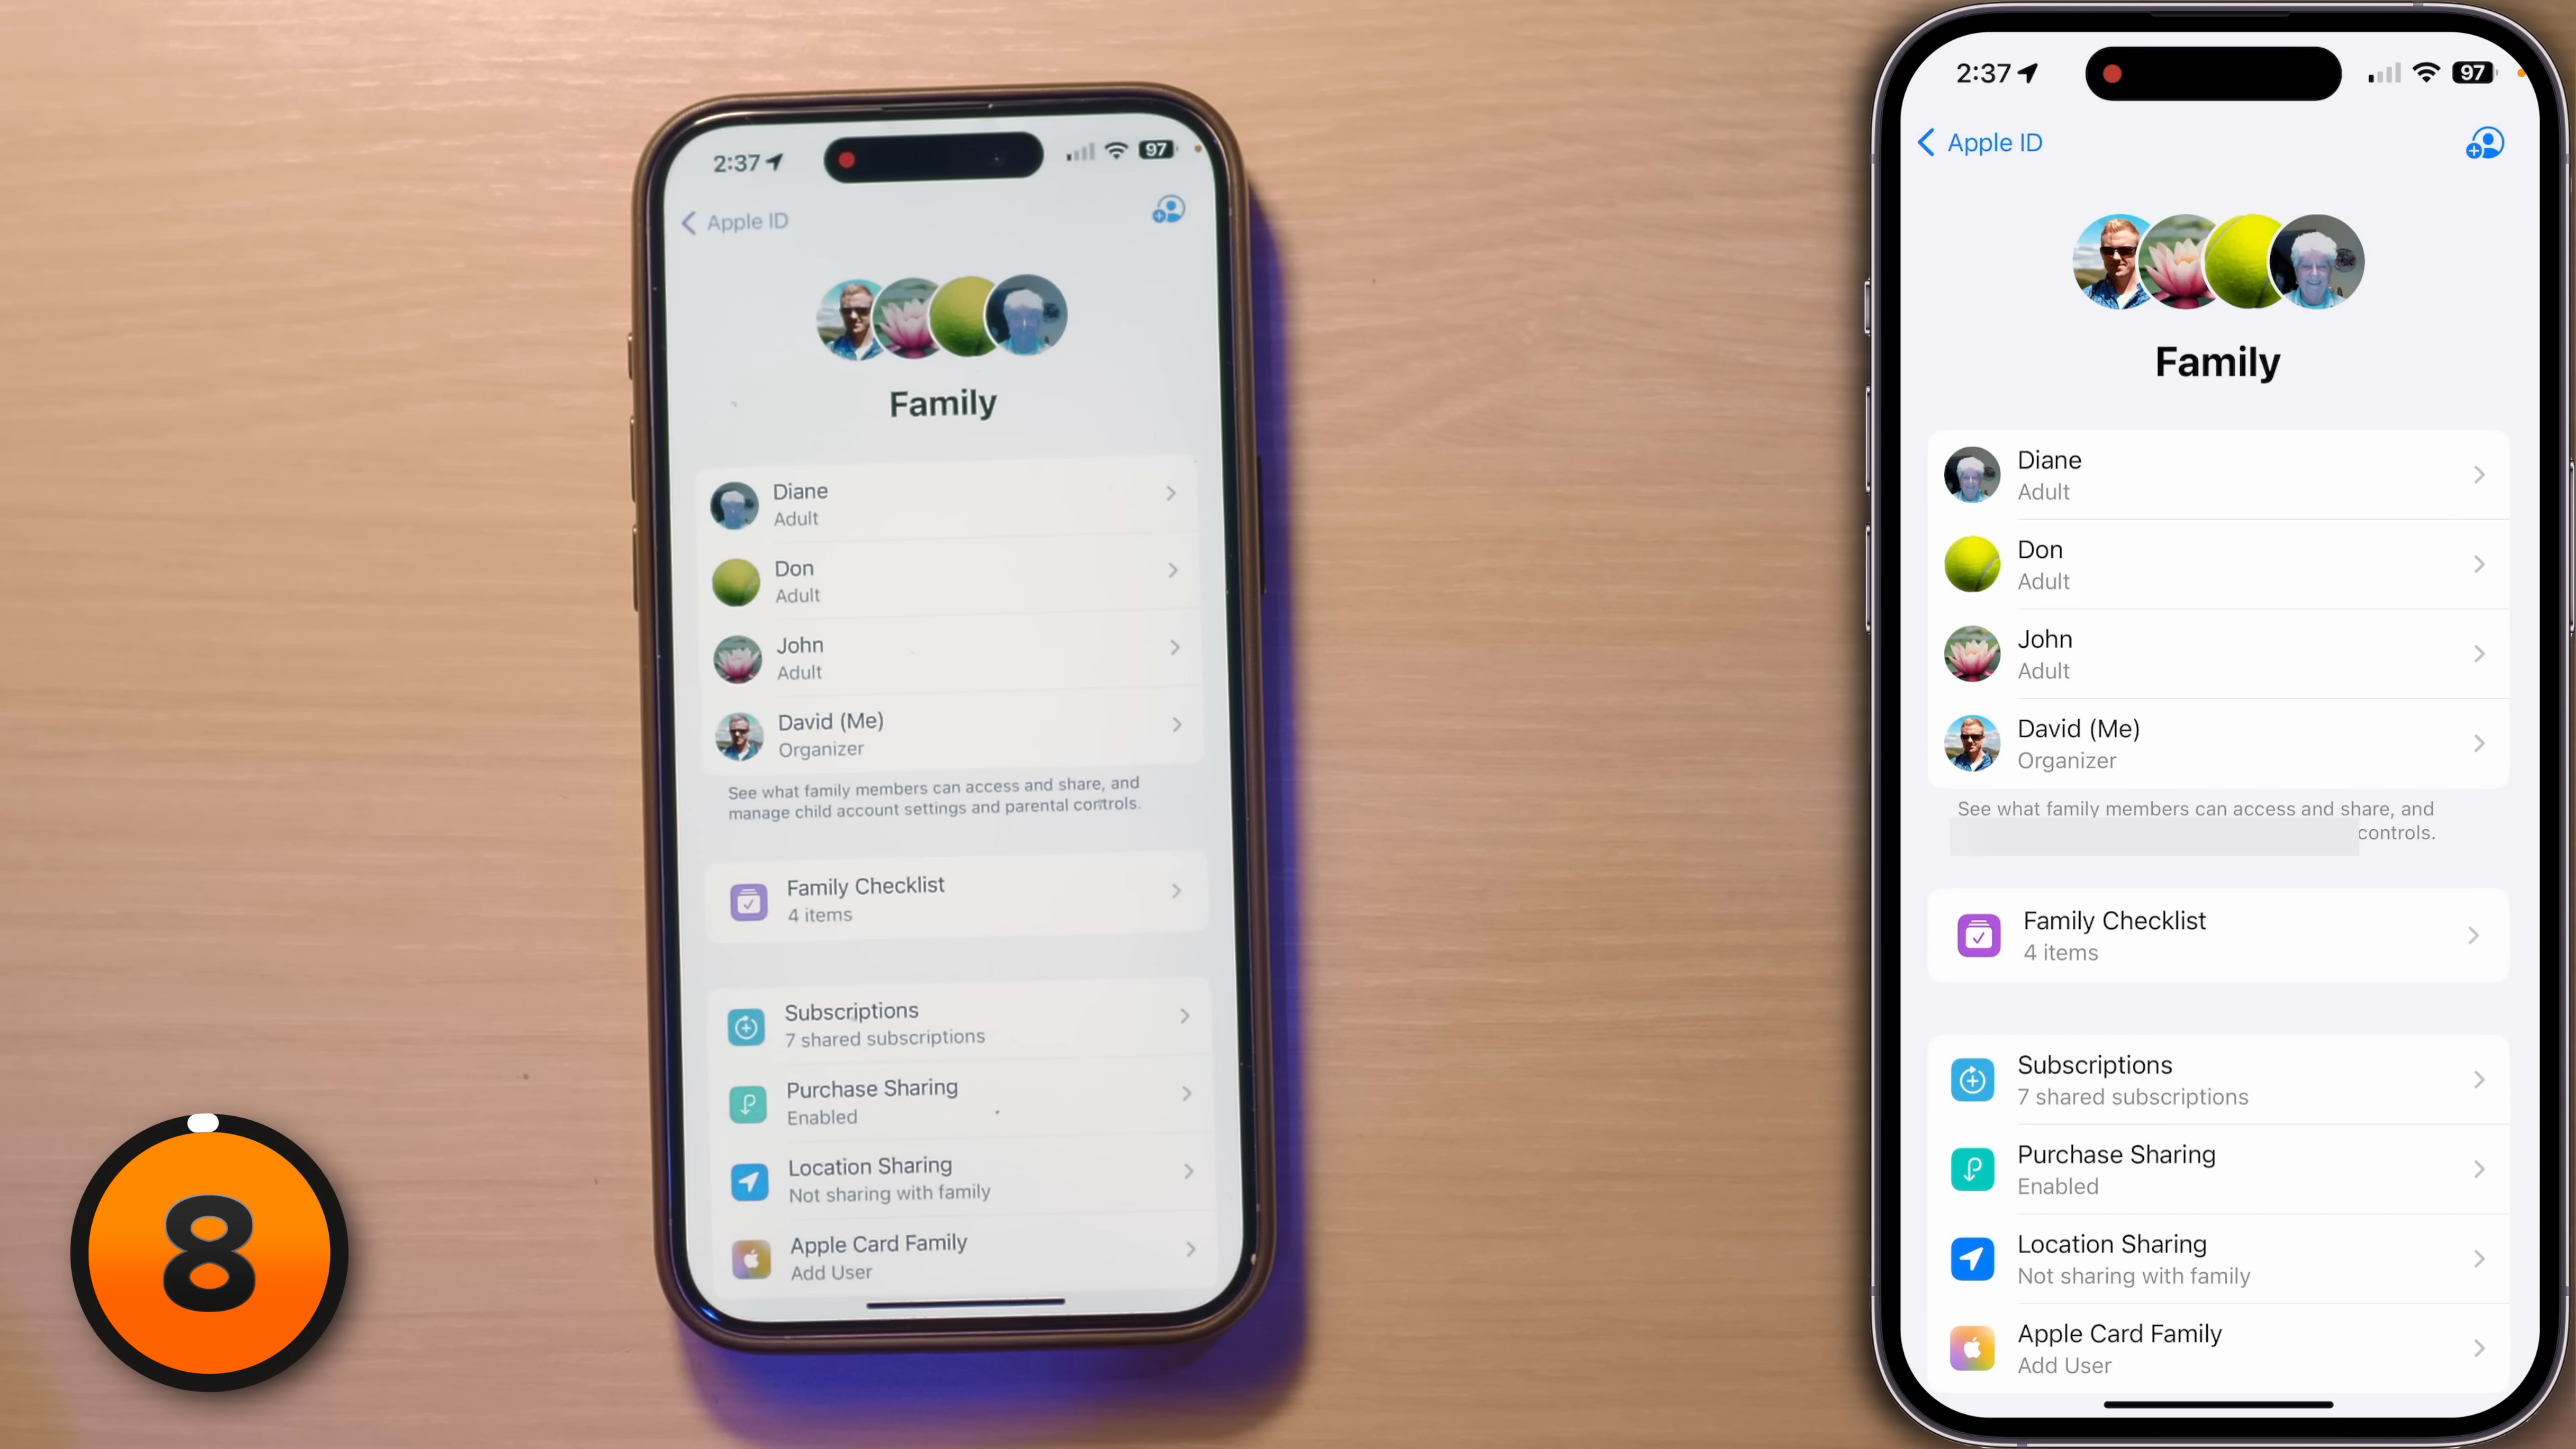 2:37
97
Apple ID
Family
Diane
Adult
Don
Adult
John
Adult
David (Me)
Organizer
See what family members can access and share, and
manage child account settings and parental controls.
Family Checklist
4 items
Subscriptions
7 shared subscriptions
Purchase Sharing
Enabled
Location Sharing
Not sharing with family
Apple Card Family
Add User
8
2:37
97
Apple ID
Family
Diane
Adult
Don
Adult
John
Adult
David (Me)
Organizer
See what family members can access and share, and
controls.
Family Checklist
4 items
Subscriptions
7 shared subscriptions
Purchase Sharing
Enabled
Location Sharing
Not sharing with family
Apple Card Family
Add User